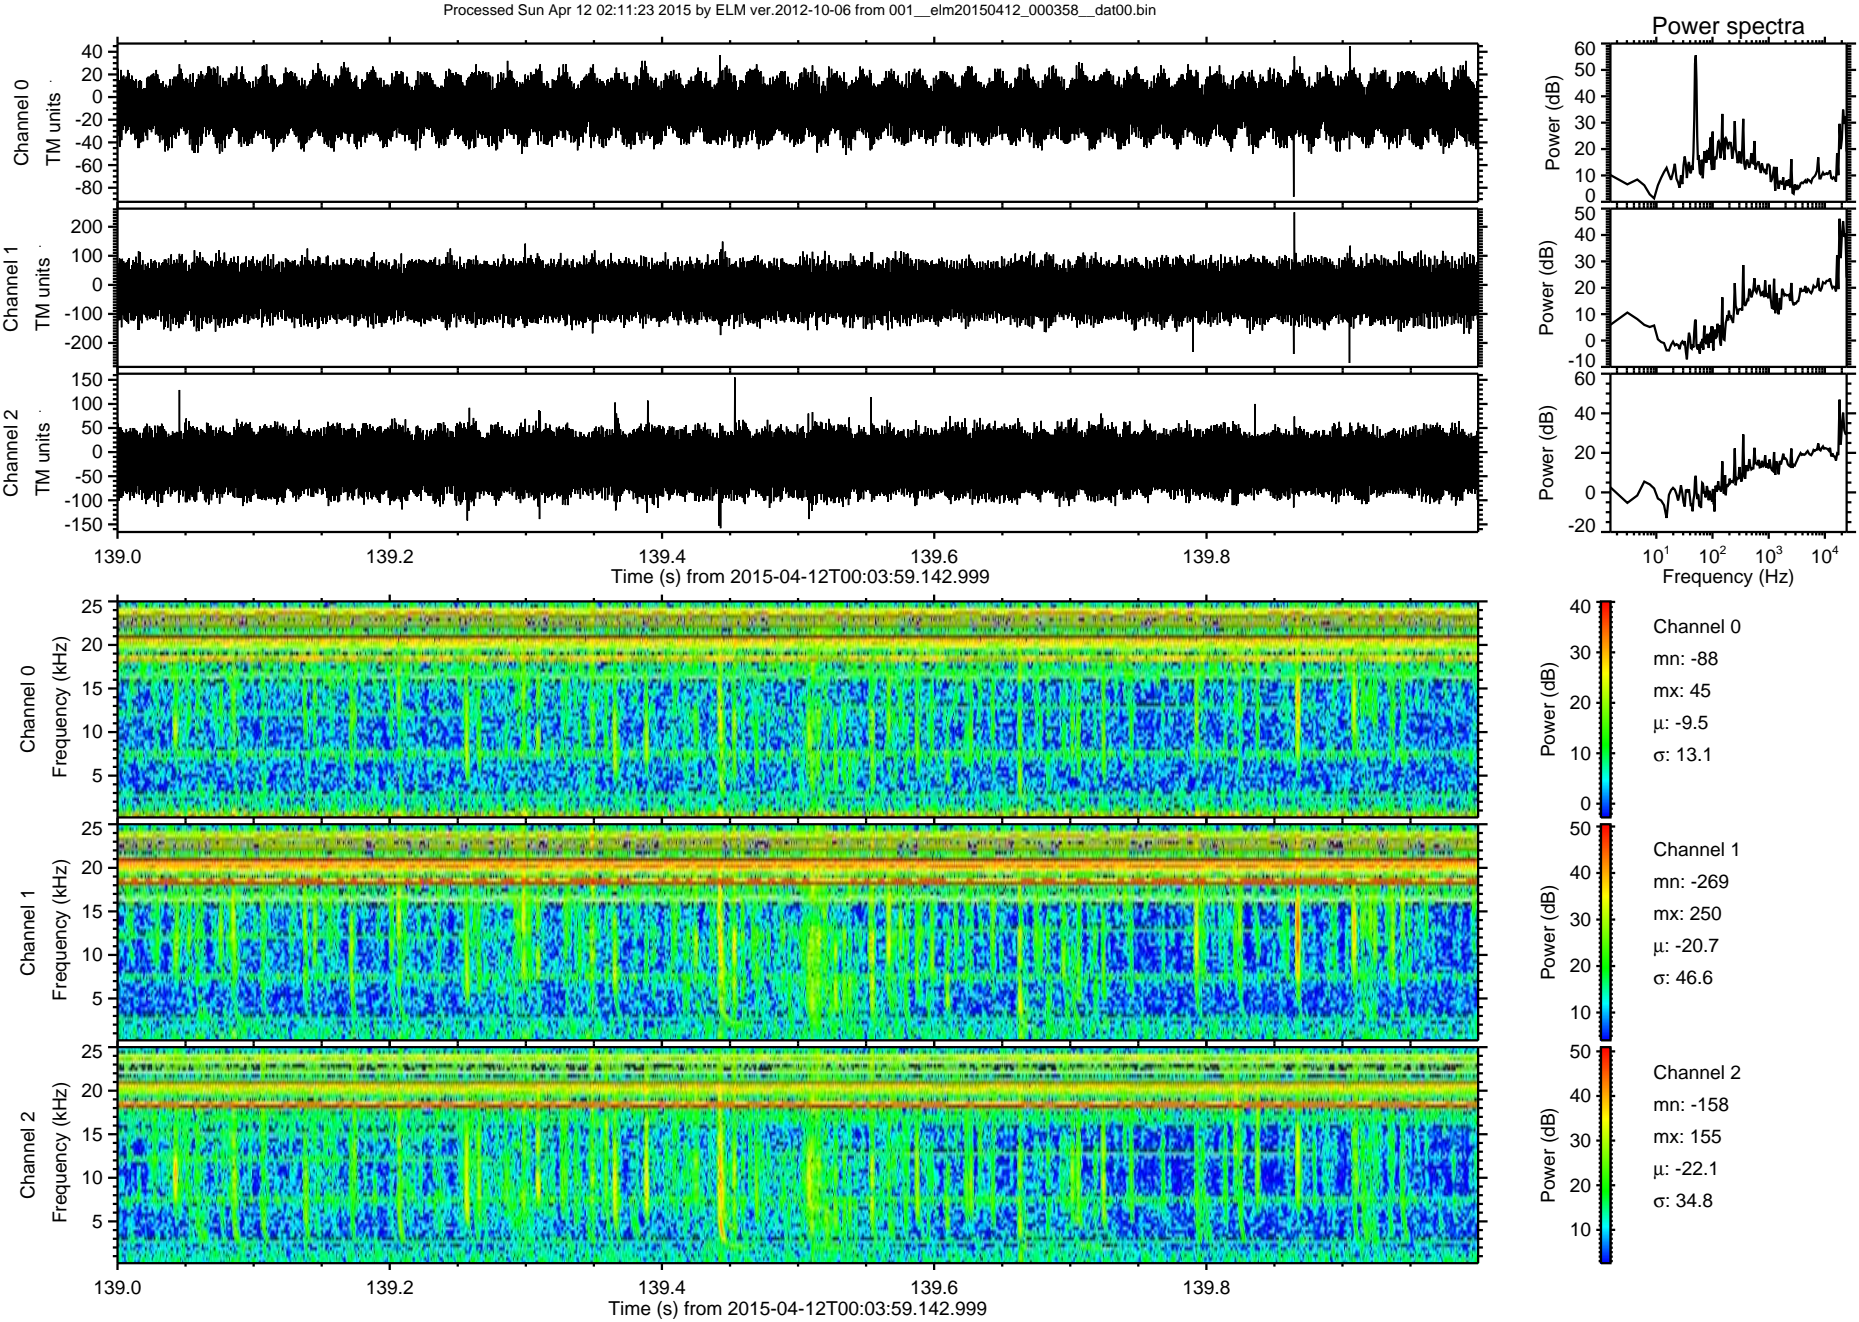 Processed Sun Apr 12 02:11:23 2015 by ELM ver.2012-10-06 from 001__elm20150412_000358__dat00.bin
Power spectra
Channel 0
TM units
40
20
0
-20
-40
-60
-80
Power (dB)
60
50
40
30
20
10
0
Channel 1
TM units
200
100
0
-100
-200
Power (dB)
50
40
30
20
10
0
-10
Channel 2
TM units
150
100
50
0
-50
-100
-150
Power (dB)
60
40
20
0
-20
139.0 139.2 139.4 139.6 139.8
Time (s) from 2015-04-12T00:03:59.142.999
10¹ 10² 10³ 10⁴
Frequency (Hz)
Channel 0
Frequency (kHz)
25
20
15
10
5
Power (dB)
40
30
20
10
0
Channel 0
mn: -88
mx: 45
μ: -9.5
σ: 13.1
Channel 1
Frequency (kHz)
25
20
15
10
5
Power (dB)
50
40
30
20
10
Channel 1
mn: -269
mx: 250
μ: -20.7
σ: 46.6
Channel 2
Frequency (kHz)
25
20
15
10
5
Power (dB)
50
40
30
20
10
Channel 2
mn: -158
mx: 155
μ: -22.1
σ: 34.8
139.0 139.2 139.4 139.6 139.8
Time (s) from 2015-04-12T00:03:59.142.999